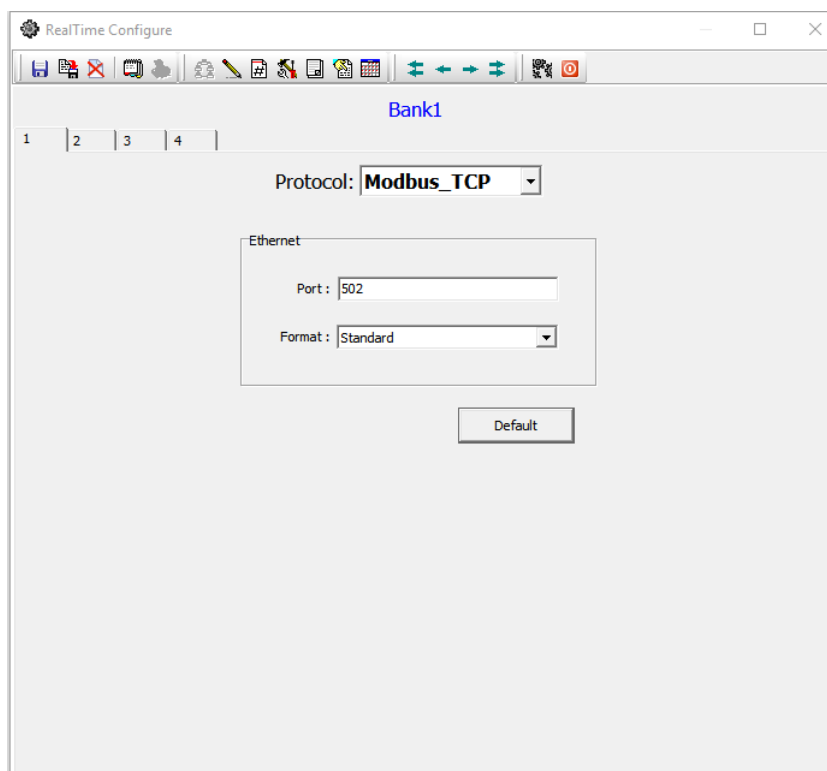 RealTime Configure
Bank1
1 2 3 4
Protocol: Modbus_TCP
Ethernet
Port : 502
Format : Standard
Default